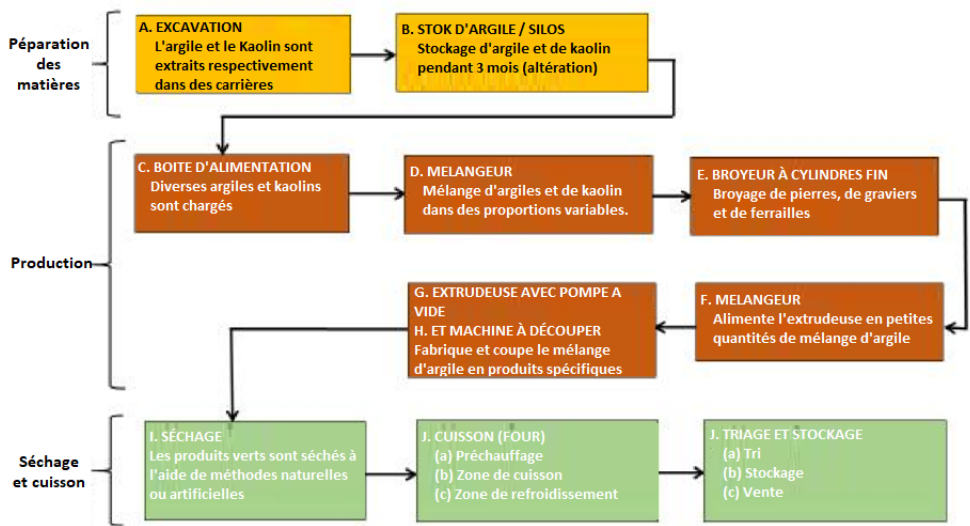 Péparation
des
matières
A. EXCAVATION
L'argile et le Kaolin sont
extraits respectivement
dans des carrières
B. STOK D'ARGILE / SILOS
Stockage d'argile et de kaolin
pendant 3 mois (altération)
Production
C. BOITE D'ALIMENTATION
Diverses argiles et kaolins
sont chargés
D. MELANGEUR
Mélange d'argiles et de kaolin
dans des proportions variables.
E. BROYEUR À CYLINDRES FIN
Broyage de pierres, de graviers
et de ferrailles
F. MELANGEUR
Alimente l'extrudeuse en petites
quantités de mélange d'argile
G. EXTRUDEUSE AVEC POMPE A
VIDE
H. ET MACHINE À DÉCOUPER
Fabrique et coupe le mélange
d'argile en produits spécifiques
Séchage
et cuisson
I. SÉCHAGE
Les produits verts sont séchés à
l'aide de méthodes naturelles
ou artificielles
J. CUISSON (FOUR)
(a) Préchauffage
(b) Zone de cuisson
(c) Zone de refroidissement
J. TRIAGE ET STOCKAGE
(a) Tri
(b) Stockage
(c) Vente